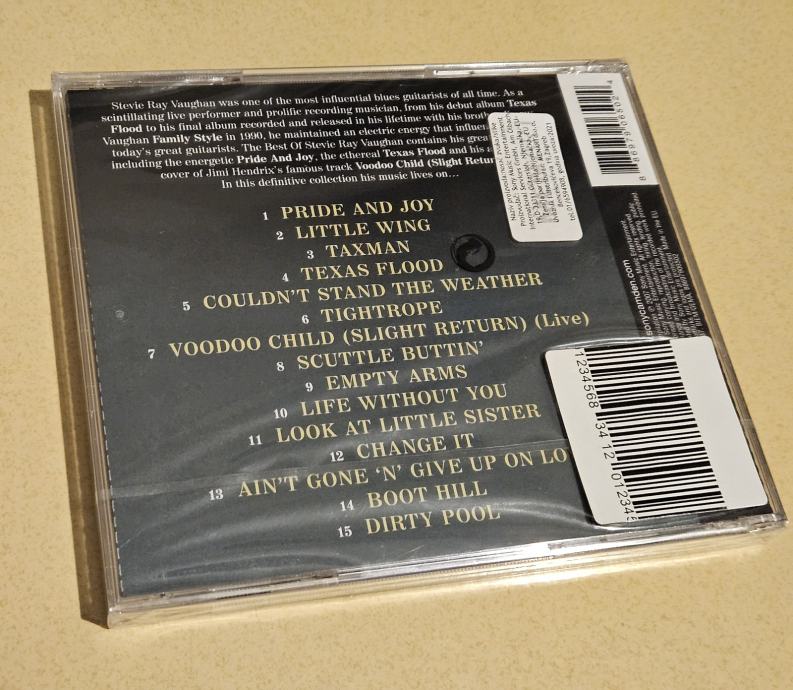 Stevie Ray Vaughan was one of the most influential blues guitarists of all time. As a
scintillating live performer and prolific recording musician, from his debut album Texas
Flood to his final album recorded and released in his lifetime with his
Vaughan Family Style in 1990, he maintained an electric energy that
today's great guitarists. The Best Of Stevie Ray Vaughan contains his
including the energetic Pride And Joy, the ethereal Texas Flood and his
cover of Jimi Hendrix's famous track Voodoo Child (Slight
In this definitive collection his music lives on...
1 PRIDE AND JOY
2 LITTLE WING
3 TAXMAN
4 TEXAS FLOOD
5 COULDN'T STAND THE WEATHER
6 TIGHTROPE
7 VOODOO CHILD (SLIGHT RETURN) (Live)
8 SCUTTLE BUTTIN'
9 EMPTY ARMS
10 LIFE WITHOUT YOU
11 LOOK AT LITTLE SISTER
12 CHANGE IT
13 AIN'T GONE 'N' GIVE UP ON
14 BOOT HILL
15 DIRTY POOL
sonycamden.com
1234568 34 12 012345